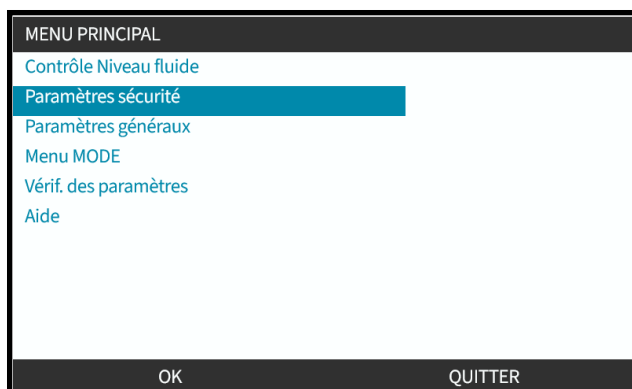 MENU PRINCIPAL
Contrôle Niveau fluide
Paramètres sécurité
Paramètres généraux
Menu MODE
Vérif. des paramètres
Aide
OK QUITTER